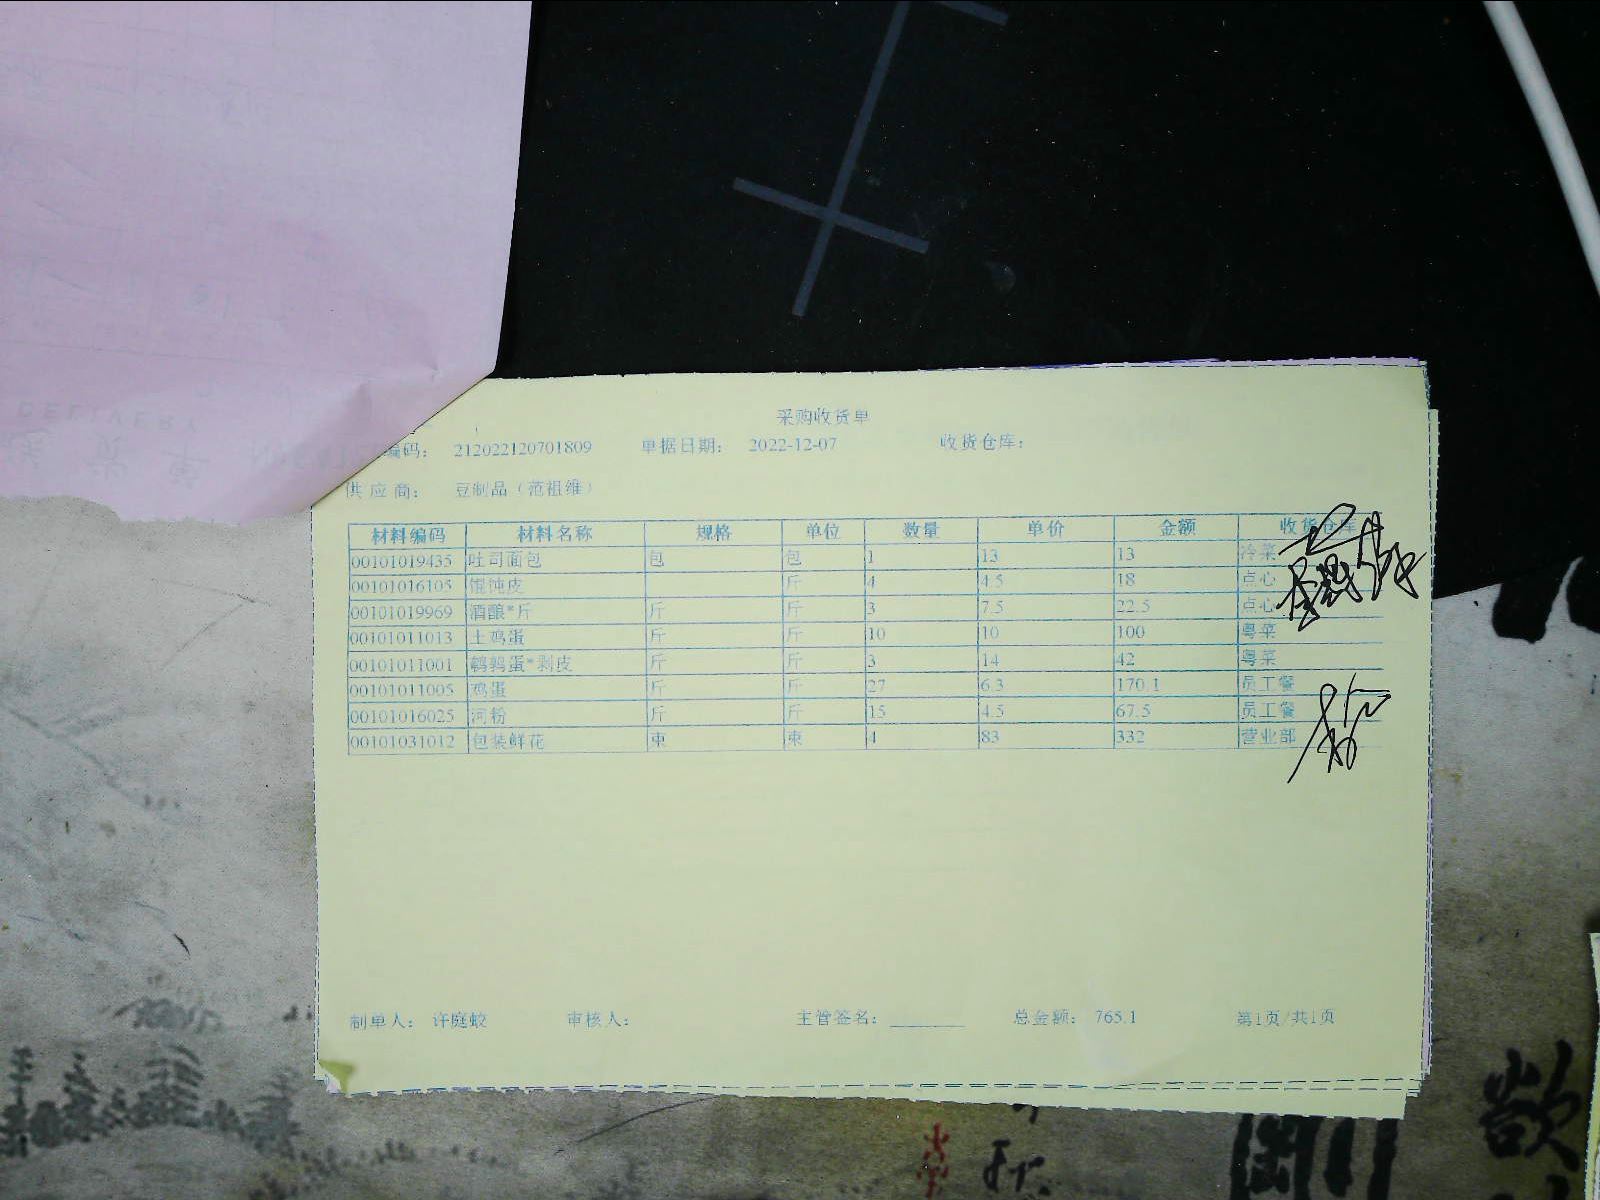 采购收货单
编码： 212022120701809 单据日期： 2022-12-07 收货仓库：
供应商： 豆制品（范祖维）
材料编码 材料名称 规格 单位 数量 单价 金额 收货仓库
00101019435 吐司面包 包 包 1 13 13 冷菜
00101016105 馄饨皮 斤 4 4.5 18 点心
00101019969 酒酿*斤 斤 斤 3 7.5 22.5 点心
00101011013 土鸡蛋 斤 斤 10 10 100 粤菜
00101011001 鹌鹑蛋*剥皮 斤 斤 3 14 42 粤菜
00101011005 鸡蛋 斤 斤 27 6.3 170.1 员工餐
00101016025 河粉 斤 斤 15 4.5 67.5 员工餐
00101031012 包装鲜花 束 束 4 83 332 营业部
制单人： 许庭蛟 审核人： 主管签名： 总金额： 765.1 第1页/共1页
DELIVERY